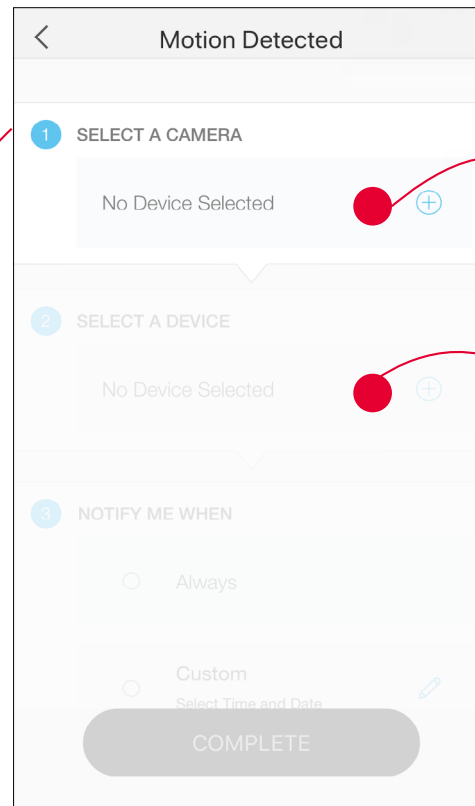 Motion Detected
1 SELECT A CAMERA
No Device Selected
2 SELECT A DEVICE
No Device Selected
3 NOTIFY ME WHEN
Always
Custom
Select Time and Date
COMPLETE